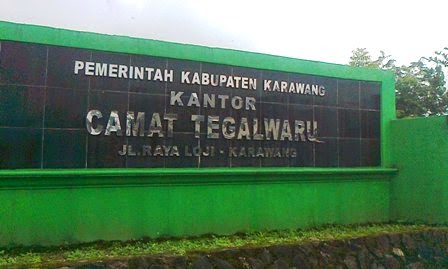 PEMERINTAH KABUPATEN KARAWANG
KANTOR
CAMAT TEGALWARU
JL.RAYA LOJI - KARAWANG